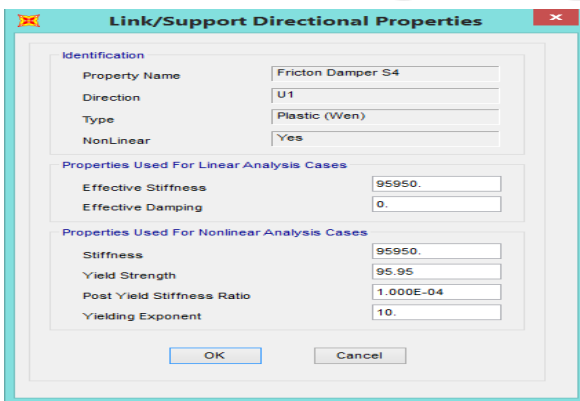 Link/Support Directional Properties
Identification
Property Name Fricton Damper S4
Direction U1
Type Plastic (Wen)
NonLinear Yes
Properties Used For Linear Analysis Cases
Effective Stiffness 95950.
Effective Damping 0.
Properties Used For Nonlinear Analysis Cases
Stiffness 95950.
Yield Strength 95.95
Post Yield Stiffness Ratio 1.000E-04
Yielding Exponent 10.
OK Cancel